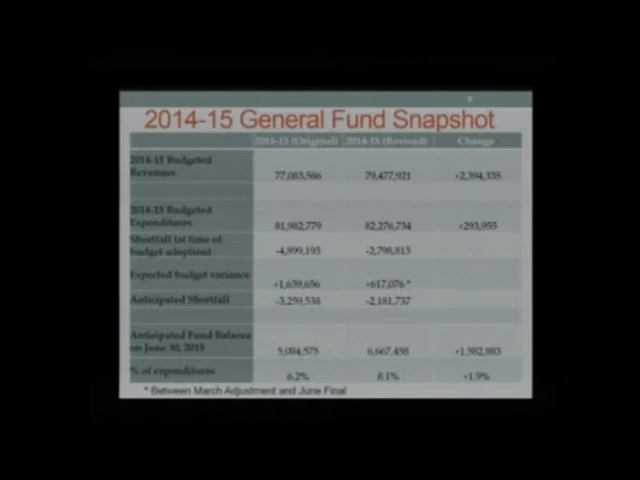 2014-15 General Fund Snapshot
2014-15 (Original) 2014-15 (Revised) Change
2014-15 Budgeted
Revenues 77,083,586 79,477,921 +2,394,335
2014-15 Budgeted
Expenditures 81,982,779 82,276,734 +293,955
Shortfall (at time of
budget adoption) -4,899,193 -2,798,813
Expected budget variance +1,639,656 +617,076 *
Anticipated Shortfall -3,259,538 -2,181,737
Anticipated Fund Balance
on June 30, 2015 5,084,575 6,667,458 +1,582,883
% of expenditures 6.2% 8.1% +1.9%
* Between March Adjustment and June Final